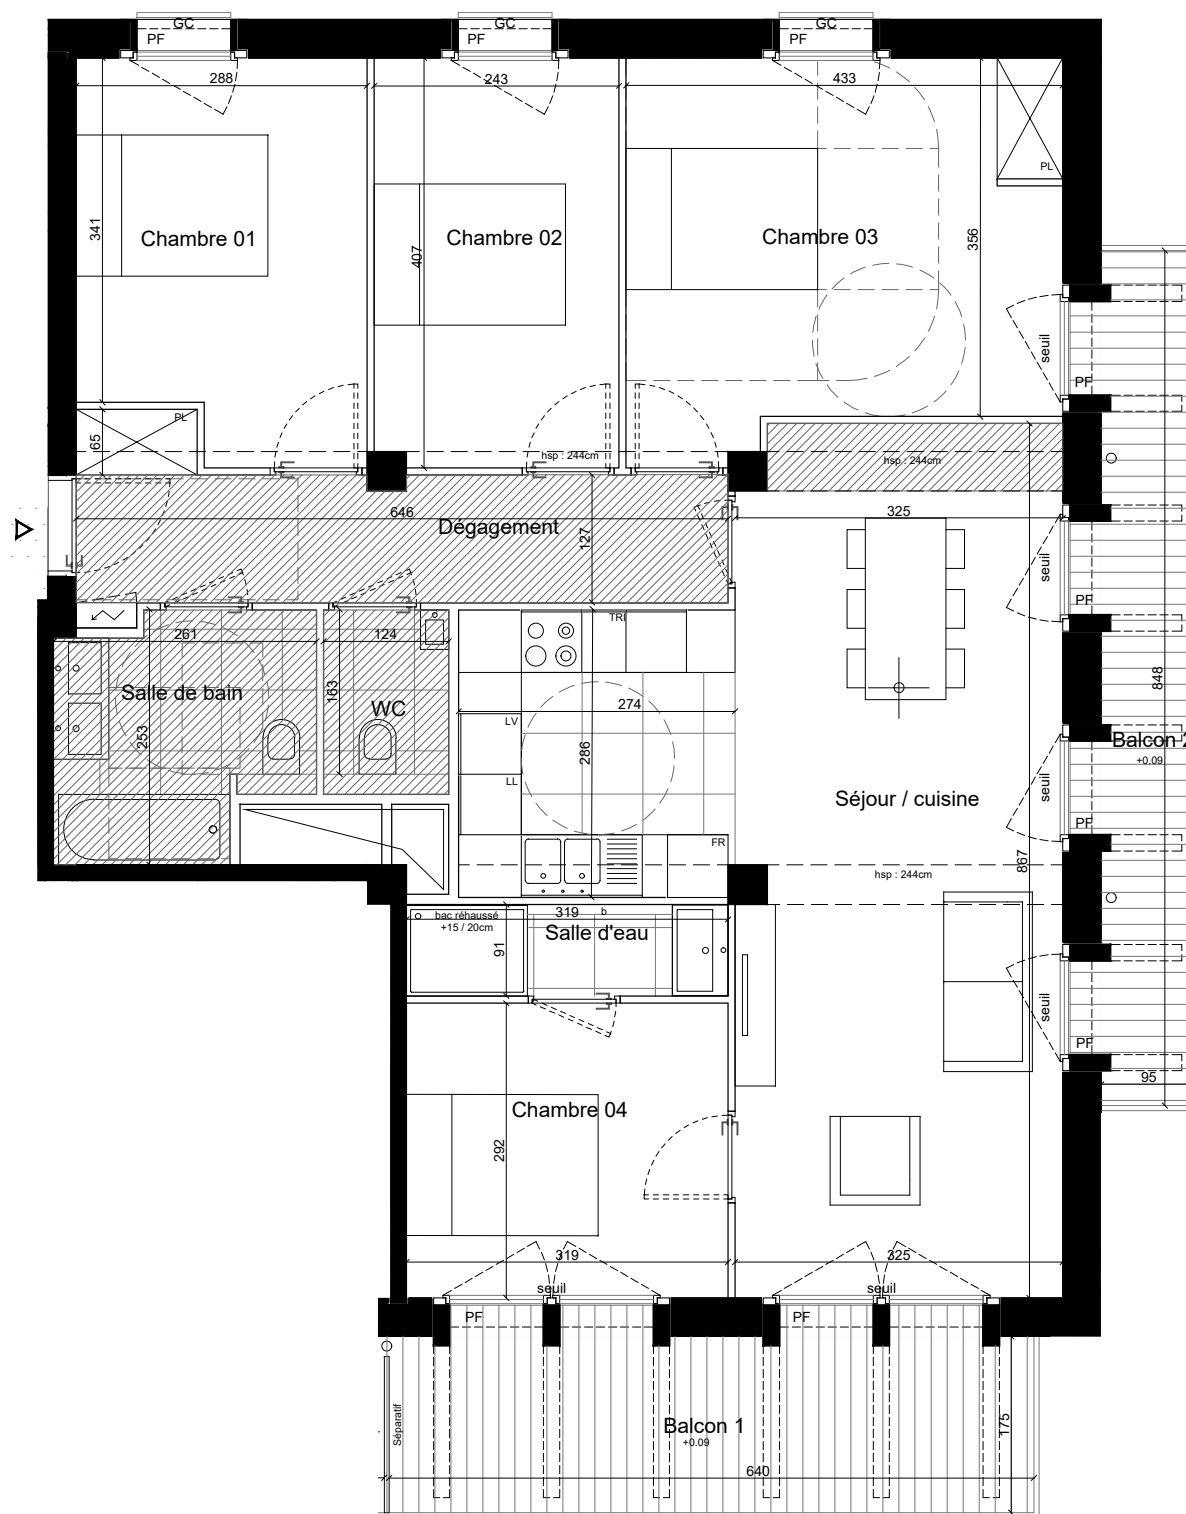 GC
GC
PF
PF
PF
288
243
433
PL
341
Chambre 01
407
Chambre 02
Chambre 03
356
seuil
PF
65
PL
hsp : 244cm
hsp : 244cm
646
Dégagement
127
325
seuil
PF
261
124
TRI
Salle de bain
253
163
WC
LV
274
286
LL
848
Balcon 2
+0.09
Séjour / cuisine
seuil
PF
FR
hsp : 244cm
867
bac réhaussé
+15 / 20cm
319
b
Salle d'eau
91
seuil
PF
95
Chambre 04
292
319
325
seuil
seuil
PF
PF
Séparatif
Balcon 1
+0.09
175
640